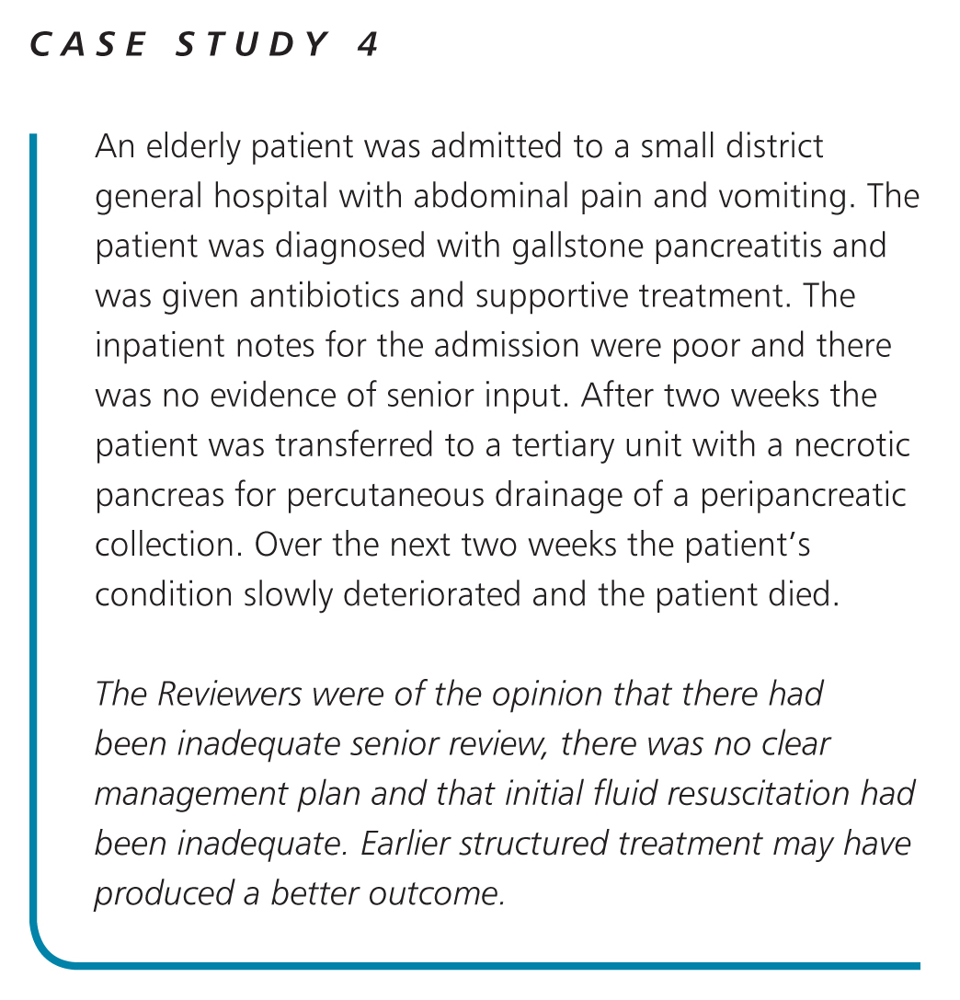 CASE STUDY 4
An elderly patient was admitted to a small district
general hospital with abdominal pain and vomiting. The
patient was diagnosed with gallstone pancreatitis and
was given antibiotics and supportive treatment. The
inpatient notes for the admission were poor and there
was no evidence of senior input. After two weeks the
patient was transferred to a tertiary unit with a necrotic
pancreas for percutaneous drainage of a peripancreatic
collection. Over the next two weeks the patient’s
condition slowly deteriorated and the patient died.
The Reviewers were of the opinion that there had
been inadequate senior review, there was no clear
management plan and that initial fluid resuscitation had
been inadequate. Earlier structured treatment may have
produced a better outcome.